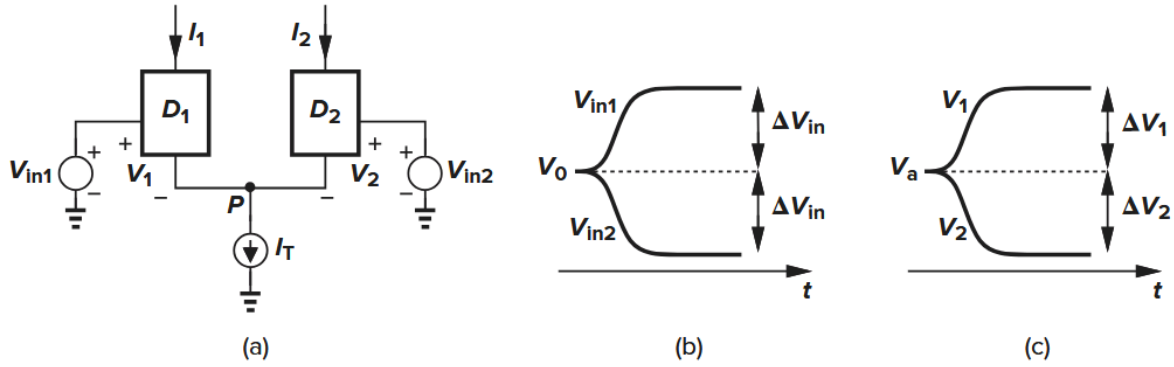 I1
I2
D1
D2
Vin1
+
−
+
V1
−
P
+
V2
−
+
−
Vin2
IT
(a)
V0
Vin1
Vin2
ΔVin
ΔVin
t
(b)
Va
V1
V2
ΔV1
ΔV2
t
(c)